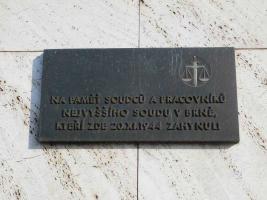 NA PAMĚŤ SOUDCŮ A PRACOVNÍKŮ
NEJVYŠŠÍHO SOUDU V BRNĚ,
KTEŘÍ ZDE 20.XI.1944 ZAHYNULI